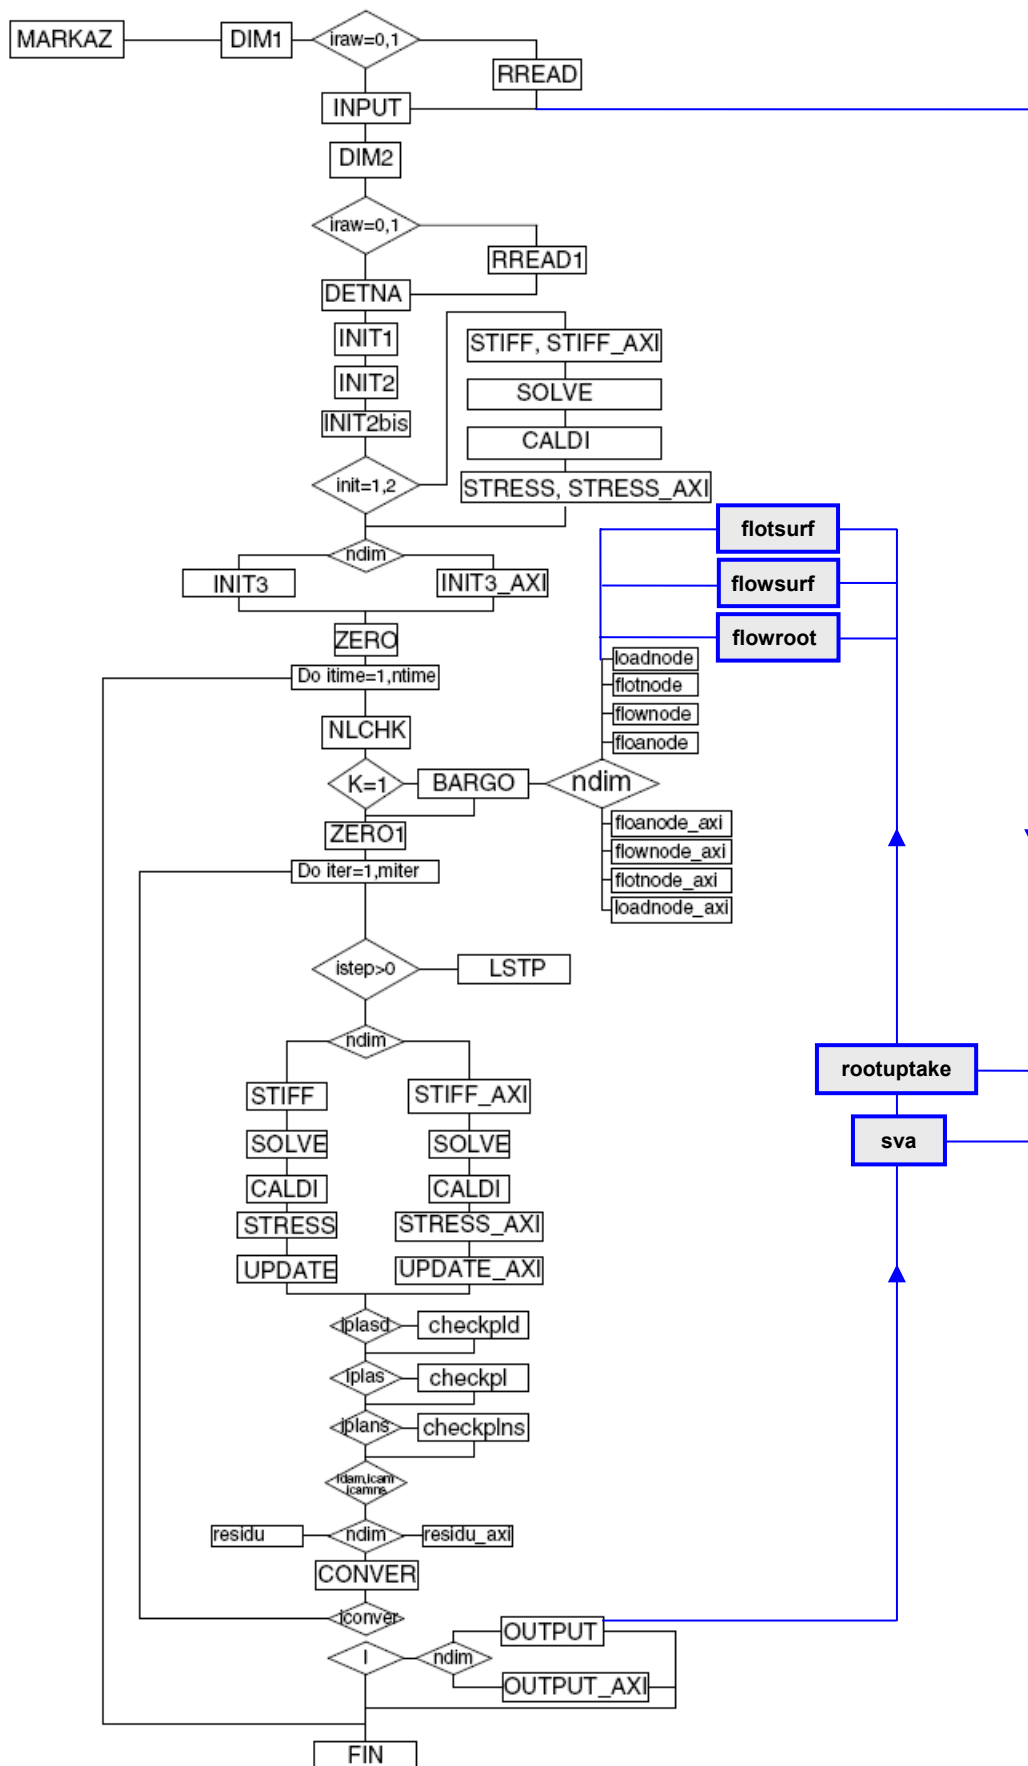 MARKAZ
DIM1
iraw=0,1
RREAD
INPUT
DIM2
iraw=0,1
RREAD1
DETNA
INIT1
STIFF, STIFF_AXI
INIT2
SOLVE
INIT2bis
CALDI
init=1,2
STRESS, STRESS_AXI
flotsurf
ndim
INIT3
INIT3_AXI
flowsurf
flowroot
ZERO
loadnode
Do itime=1,ntime
flotnode
flownode
NLCHK
floanode
K=1
BARGO
ndim
ZERO1
floanode_axi
flownode_axi
Do iter=1,miter
flotnode_axi
loadnode_axi
istep>0
LSTP
ndim
rootuptake
STIFF
STIFF_AXI
sva
SOLVE
SOLVE
CALDI
CALDI
STRESS
STRESS_AXI
UPDATE
UPDATE_AXI
iplasd
checkpld
iplas
checkpl
iplans
checkplns
idam,icam
icamns
residu
ndim
residu_axi
CONVER
iconver
OUTPUT
I
ndim
OUTPUT_AXI
FIN